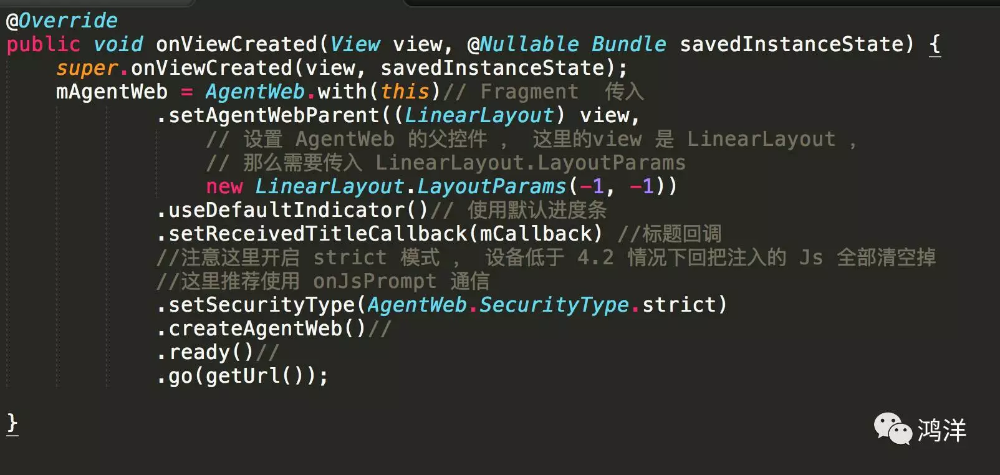 @Override
public void onViewCreated(View view, @Nullable Bundle savedInstanceState) {
super.onViewCreated(view, savedInstanceState);
mAgentWeb = AgentWeb.with(this)// Fragment 传入
.setAgentWebParent((LinearLayout) view,
// 设置 AgentWeb 的父控件 ， 这里的view 是 LinearLayout ，
// 那么需要传入 LinearLayout.LayoutParams
new LinearLayout.LayoutParams(-1, -1))
.useDefaultIndicator()// 使用默认进度条
.setReceivedTitleCallback(mCallback) //标题回调
//注意这里开启 strict 模式 ， 设备低于 4.2 情况下回把注入的 Js 全部清空掉
//这里推荐使用 onJsPrompt 通信
.setSecurityType(AgentWeb.SecurityType.strict)
.createAgentWeb()//
.ready()//
.go(getUrl());
}
鸿洋